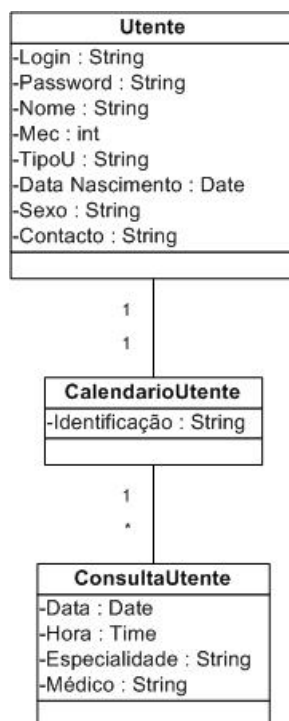 Utente
-Login : String
-Password : String
-Nome : String
-Mec : int
-TipoU : String
-Data Nascimento : Date
-Sexo : String
-Contacto : String
1
1
CalendarioUtente
-Identificação : String
1
*
ConsultaUtente
-Data : Date
-Hora : Time
-Especialidade : String
-Médico : String